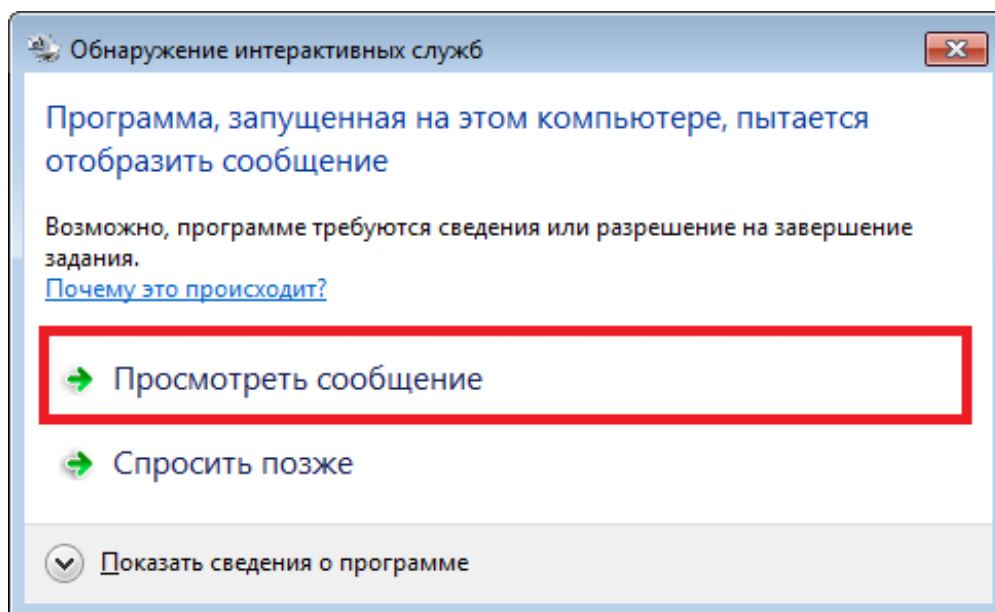 Обнаружение интерактивных служб
Программа, запущенная на этом компьютере, пытается
отобразить сообщение
Возможно, программе требуются сведения или разрешение на завершение
задания.
Почему это происходит?
Просмотреть сообщение
Спросить позже
Показать сведения о программе